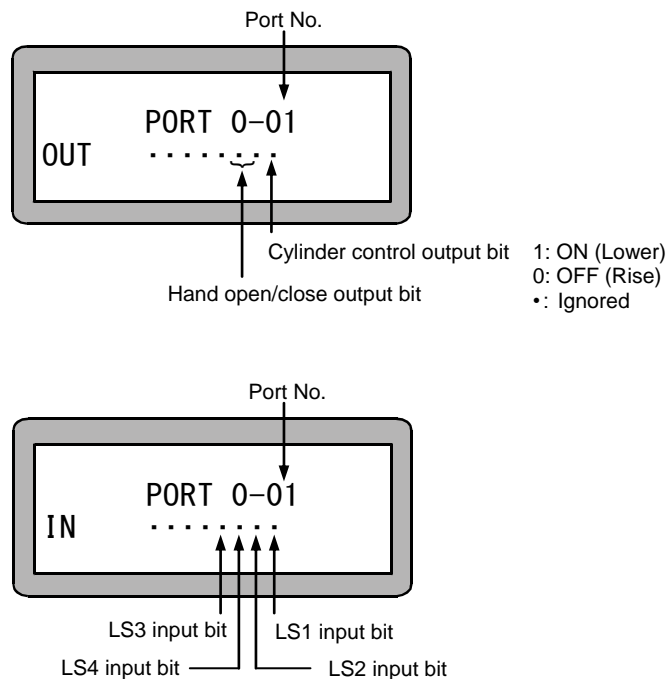 Port No.
PORT 0-01
OUT ········
Cylinder control output bit
Hand open/close output bit
1: ON (Lower)
0: OFF (Rise)
•: Ignored
Port No.
PORT 0-01
IN ········
LS3 input bit
LS1 input bit
LS4 input bit
LS2 input bit